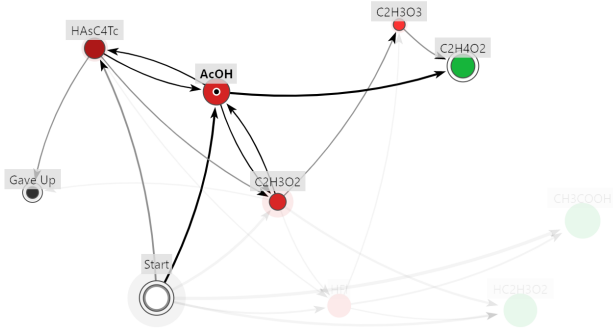 C2H3O3
HAsC4Tc
C2H4O2
AcOH
Gave Up
C2H3O2
CH3COOH
Start
HC2H3O2